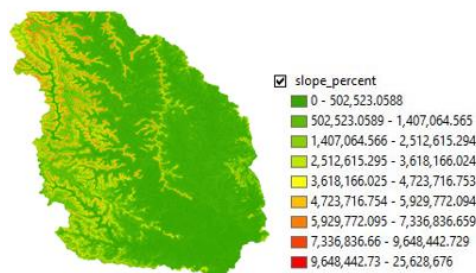 slope_percent
0 - 502,523.0588
502,523.0589 - 1,407,064.565
1,407,064.566 - 2,512,615.294
2,512,615.295 - 3,618,166.024
3,618,166.025 - 4,723,716.753
4,723,716.754 - 5,929,772.094
5,929,772.095 - 7,336,836.659
7,336,836.66 - 9,648,442.729
9,648,442.73 - 25,628,676